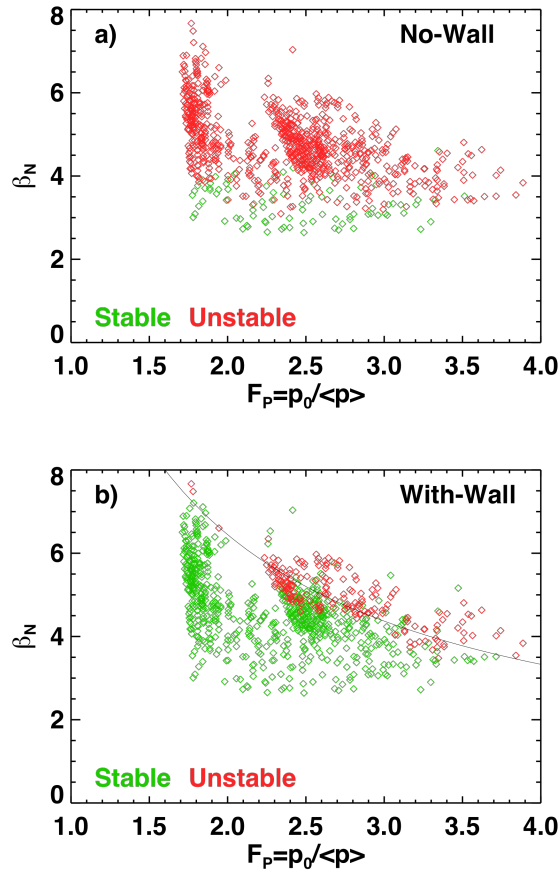 a) No-Wall
8
6
4
2
0
β_N
Stable Unstable
1.0 1.5 2.0 2.5 3.0 3.5 4.0
F_P=p_0/<p>
b) With-Wall
8
6
4
2
0
β_N
Stable Unstable
1.0 1.5 2.0 2.5 3.0 3.5 4.0
F_P=p_0/<p>